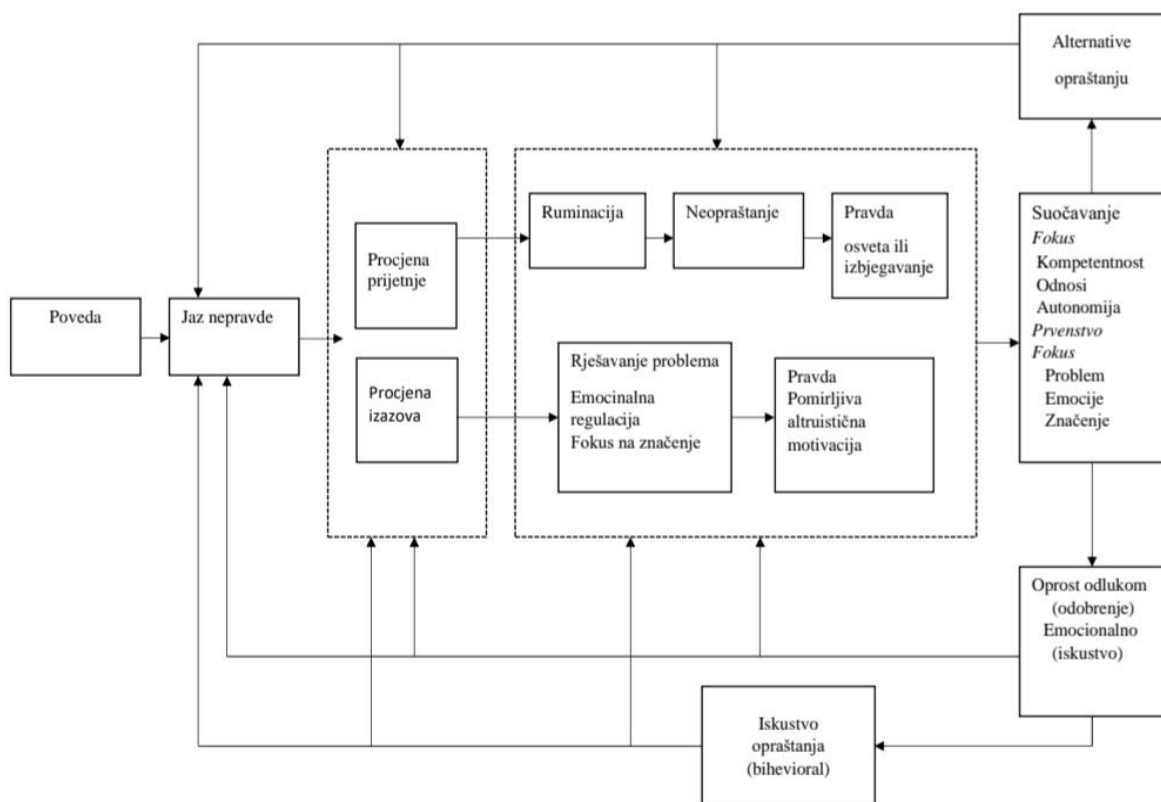 Alternative
opraštanju
Ruminacija
Neopraštanje
Pravda
osveta ili
izbjegavanje
Suočavanje
Fokus
Kompetentnost
Odnosi
Autonomija
Prvenstvo
Fokus
Problem
Emocije
Značenje
Procjena
prijetnje
Poveda
Jaz nepravde
Procjena
izazova
Rješavanje problema
Emocinalna
regulacija
Fokus na značenje
Pravda
Pomirljiva
altruistična
motivacija
Oprost odlukom
(odobrenje)
Emocionalno
(iskustvo)
Iskustvo
opraštanja
(bihevioral)